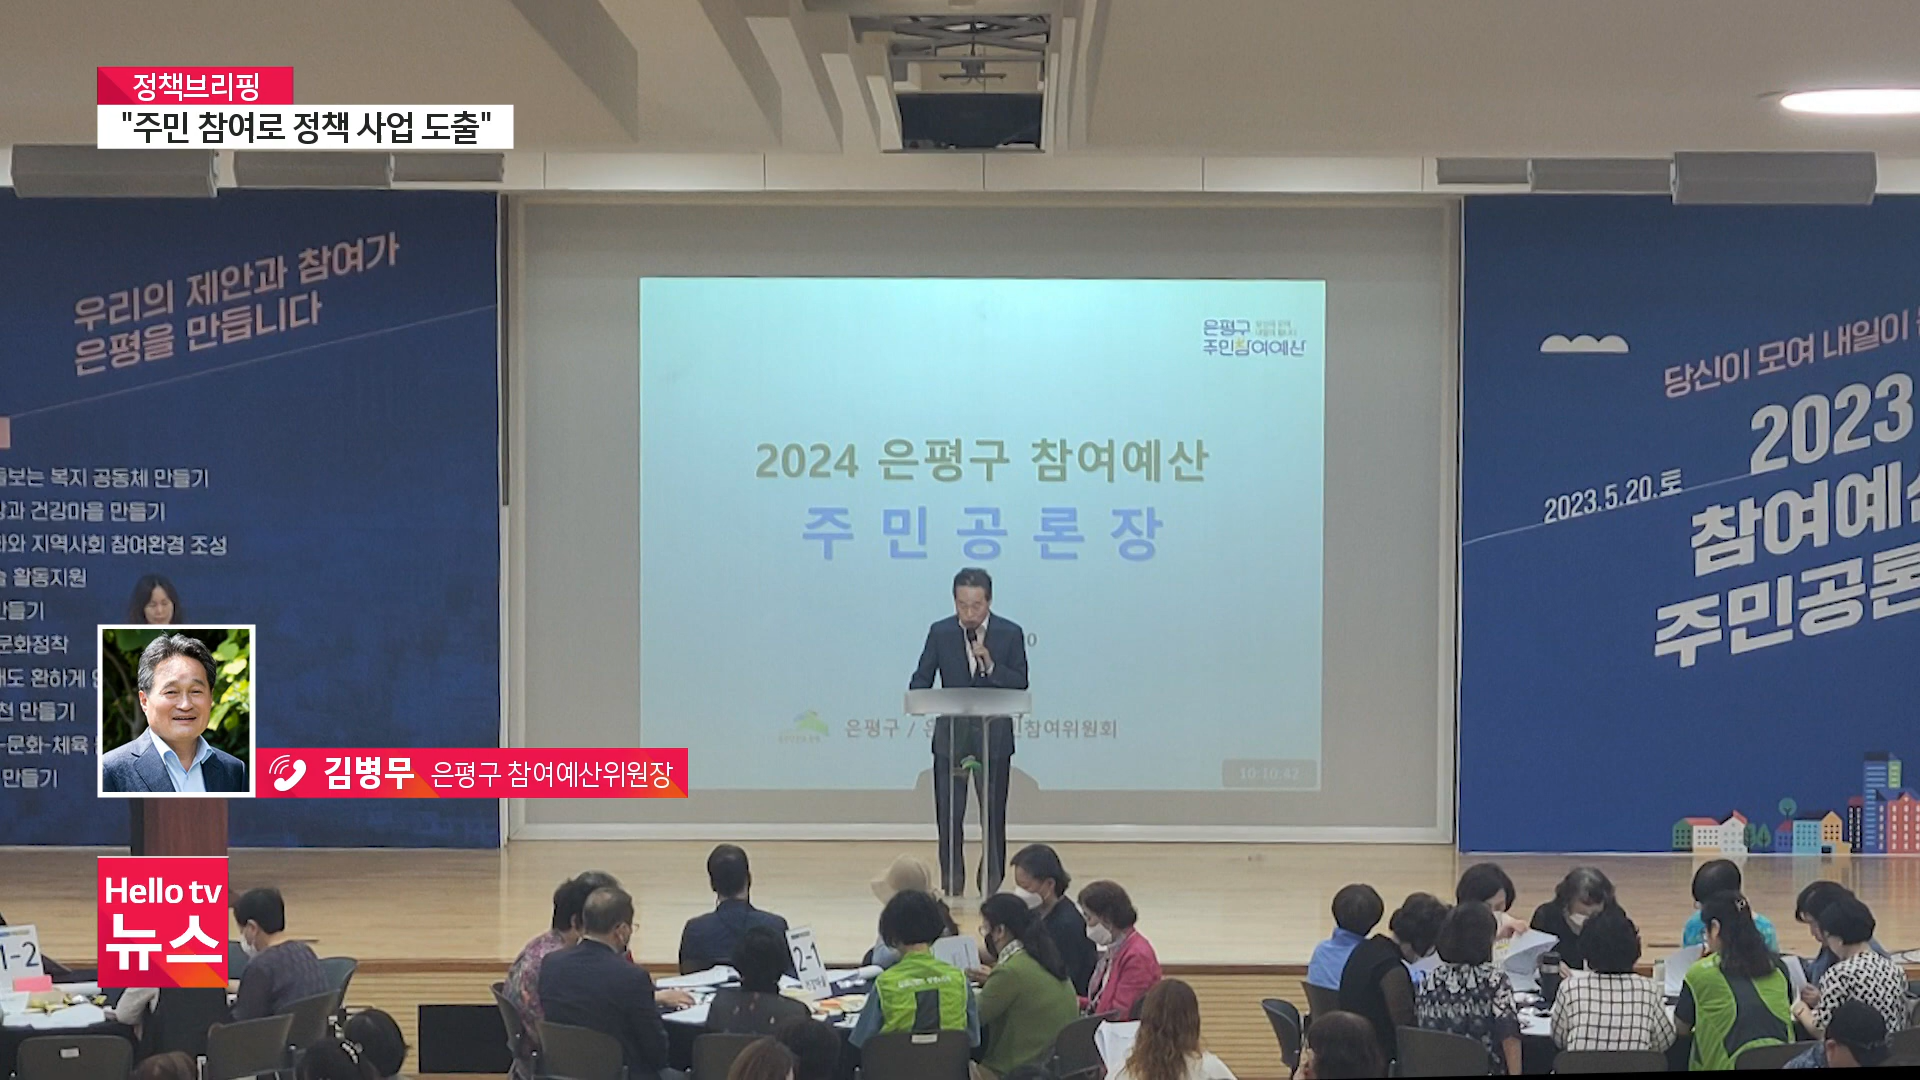 정책브리핑
"주민 참여로 정책 사업 도출"
우리의 제안과 참여가
은평을 만듭니다
복지 공동체 만들기
건강마을 만들기
지역사회 참여환경 조성
활동지원
만들기
문화정착
환하게
만들기
문화-체육
만들기
은평구
주민참여예산
2024 은평구 참여예산
주민공론장
은평구 /
참여위원회
10:10:42
당신이 모여 내일이
2023
2023.5.20.토
참여예산
주민공론
김병무 은평구 참여예산위원장
Hello tv
뉴스
1-2
2-1